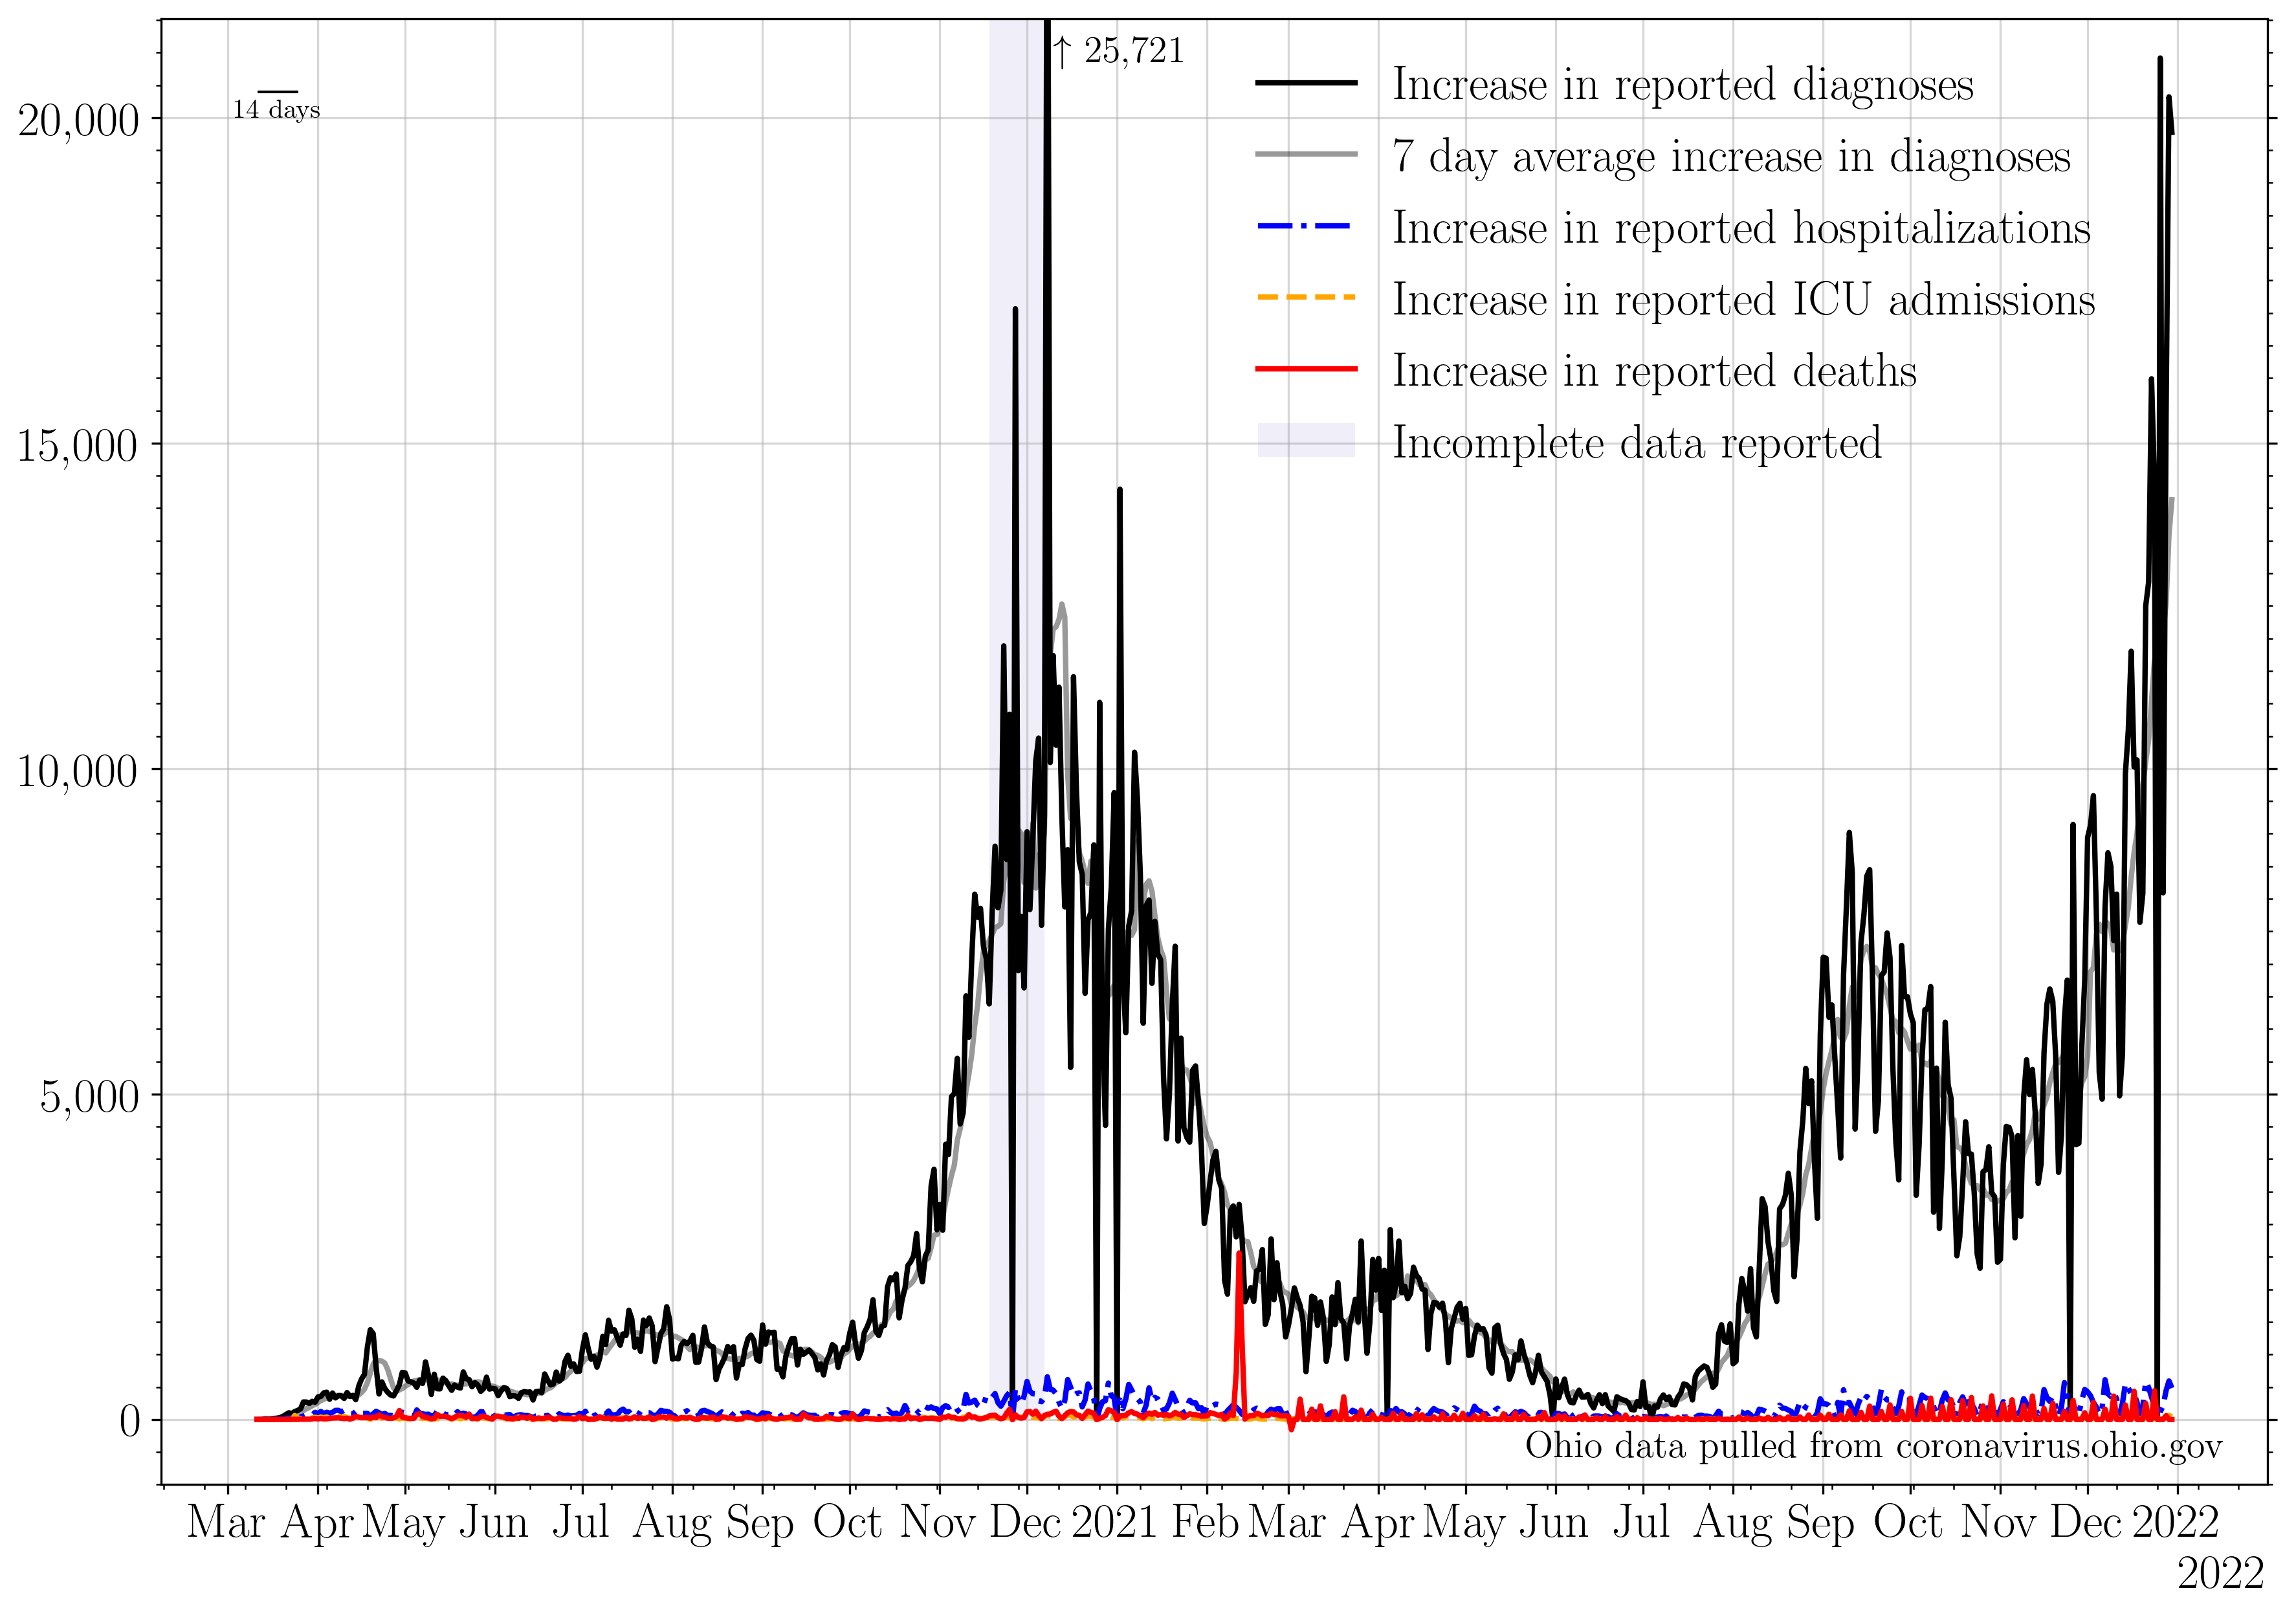 ↑ 25,721
14 days
Increase in reported diagnoses
7 day average increase in diagnoses
Increase in reported hospitalizations
Increase in reported ICU admissions
Increase in reported deaths
Incomplete data reported
20,000
15,000
10,000
5,000
0
Ohio data pulled from coronavirus.ohio.gov
Mar Apr May Jun Jul Aug Sep Oct Nov Dec 2021 Feb Mar Apr May Jun Jul Aug Sep Oct Nov Dec 2022
2022